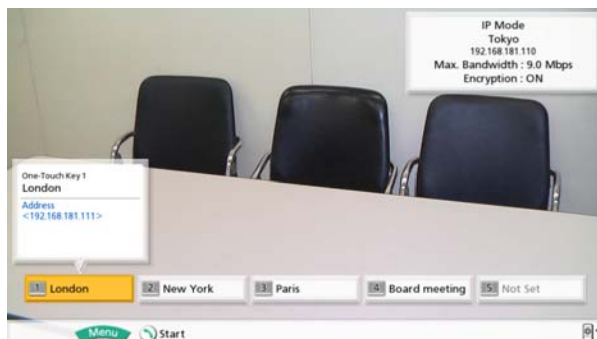 IP Mode
Tokyo
192.168.181.110
Max. Bandwidth : 9.0 Mbps
Encryption : ON
One-Touch Key 1
London
Address
<192.168.181.111>
1 London
2 New York
3 Paris
4 Board meeting
5 Not Set
Menu
Start